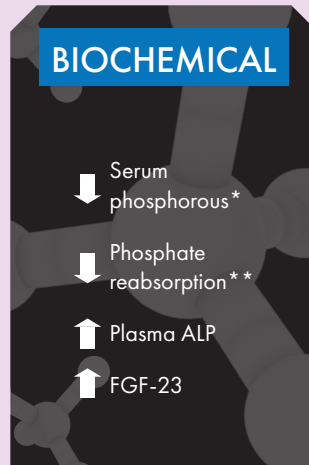 BIOCHEMICAL
Serum
phosphorous*
Phosphate
reabsorption**
Plasma ALP
FGF-23